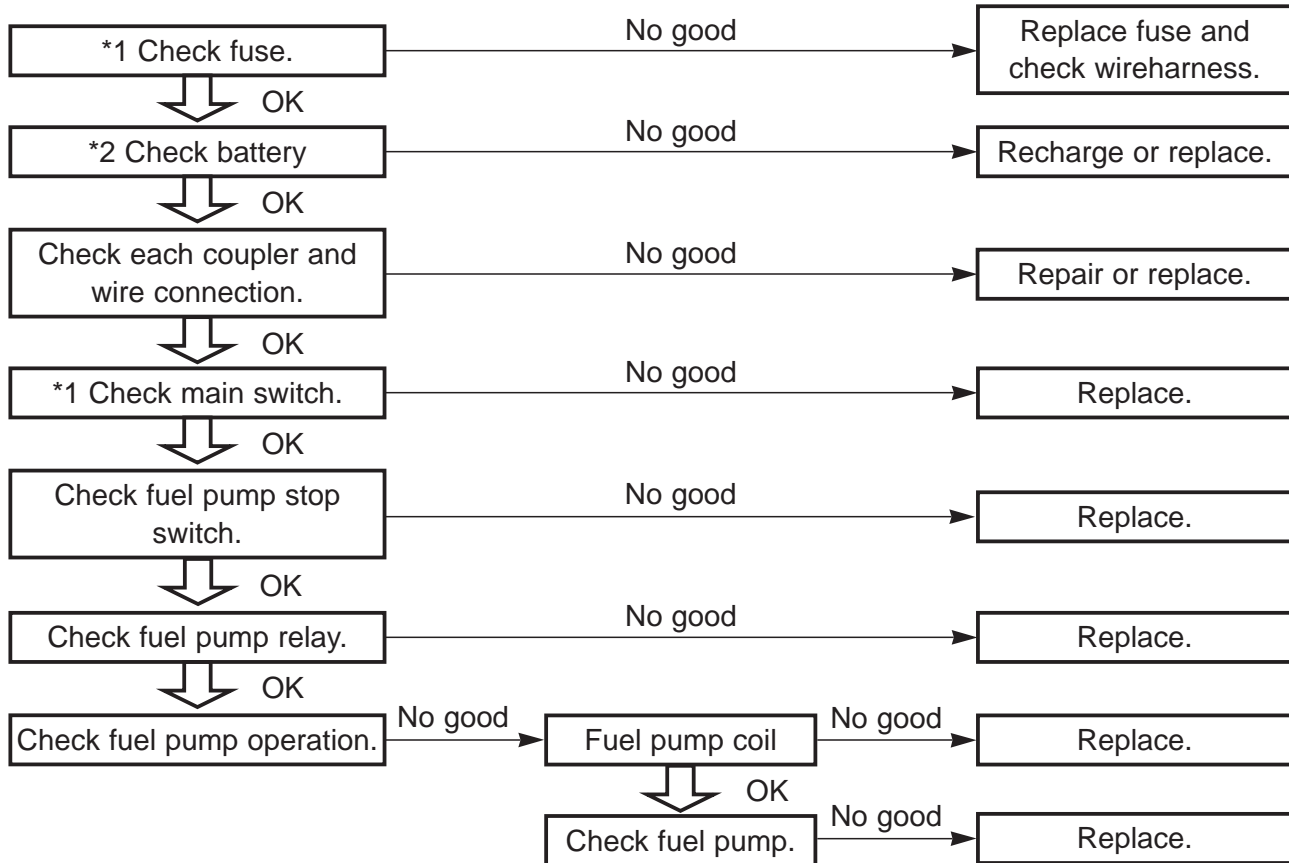 *1 Check fuse.
No good
Replace fuse and
check wireharness.
OK
*2 Check battery
No good
Recharge or replace.
OK
Check each coupler and
wire connection.
No good
Repair or replace.
OK
*1 Check main switch.
No good
Replace.
OK
Check fuel pump stop
switch.
No good
Replace.
OK
Check fuel pump relay.
No good
Replace.
OK
Check fuel pump operation.
No good
Fuel pump coil
No good
Replace.
OK
Check fuel pump.
No good
Replace.